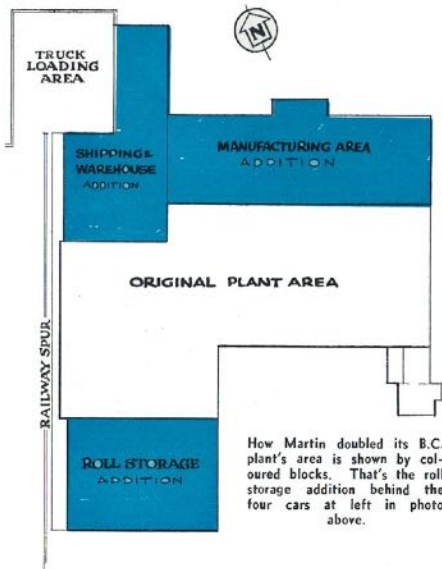 TRUCK
LOADING
AREA
N
SHIPPING &
WAREHOUSE
ADDITION
MANUFACTURING AREA
ADDITION
ORIGINAL PLANT AREA
RAILWAY SPUR
ROLL STORAGE
ADDITION
How Martin doubled its B.C.
plant's area is shown by col-
oured blocks. That's the roll
storage addition behind the
four cars at left in photo
above.